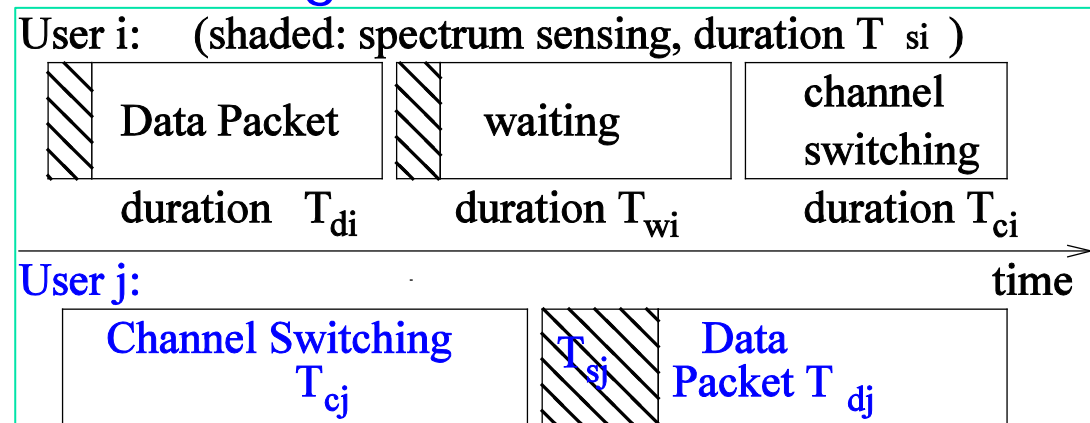 User i: (shaded: spectrum sensing, duration T si )
Data Packet waiting channel
switching
duration T di duration T wi duration T ci
User j: time
Channel Switching T sj Data
T cj Packet T dj